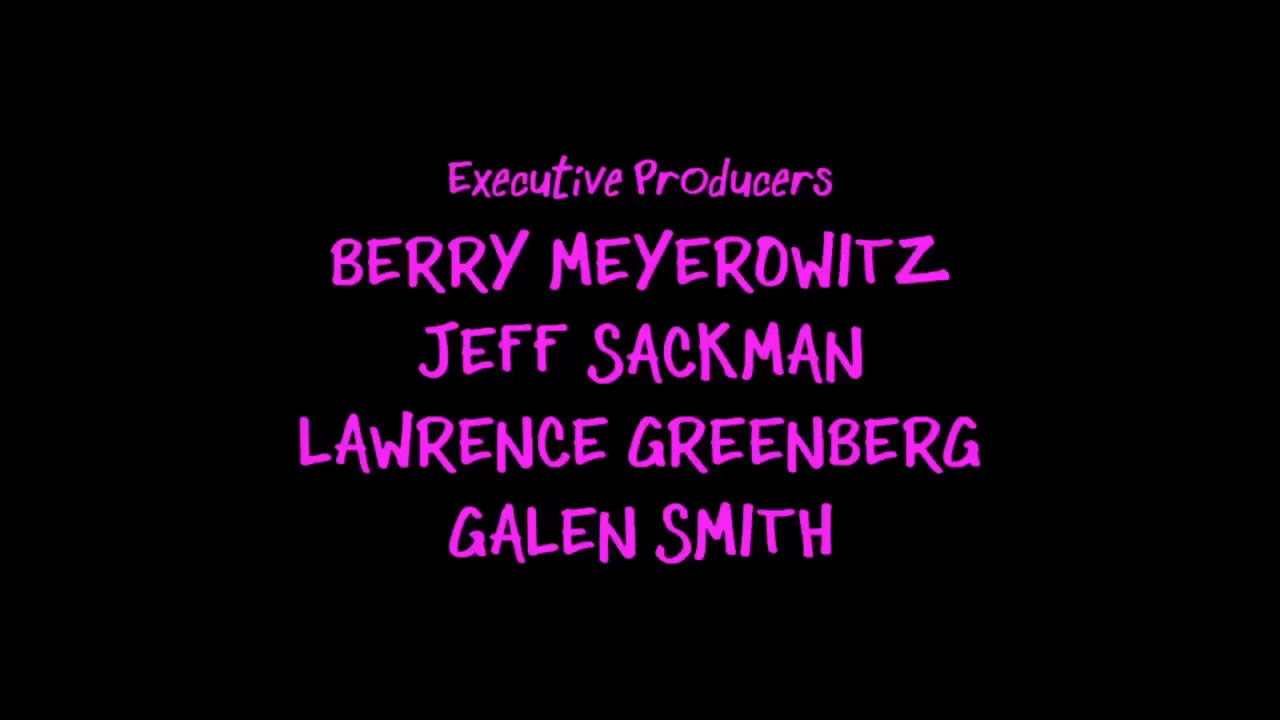 Executive Producers
BERRY MEYEROWITZ
JEFF SACKMAN
LAWRENCE GREENBERG
GALEN SMITH